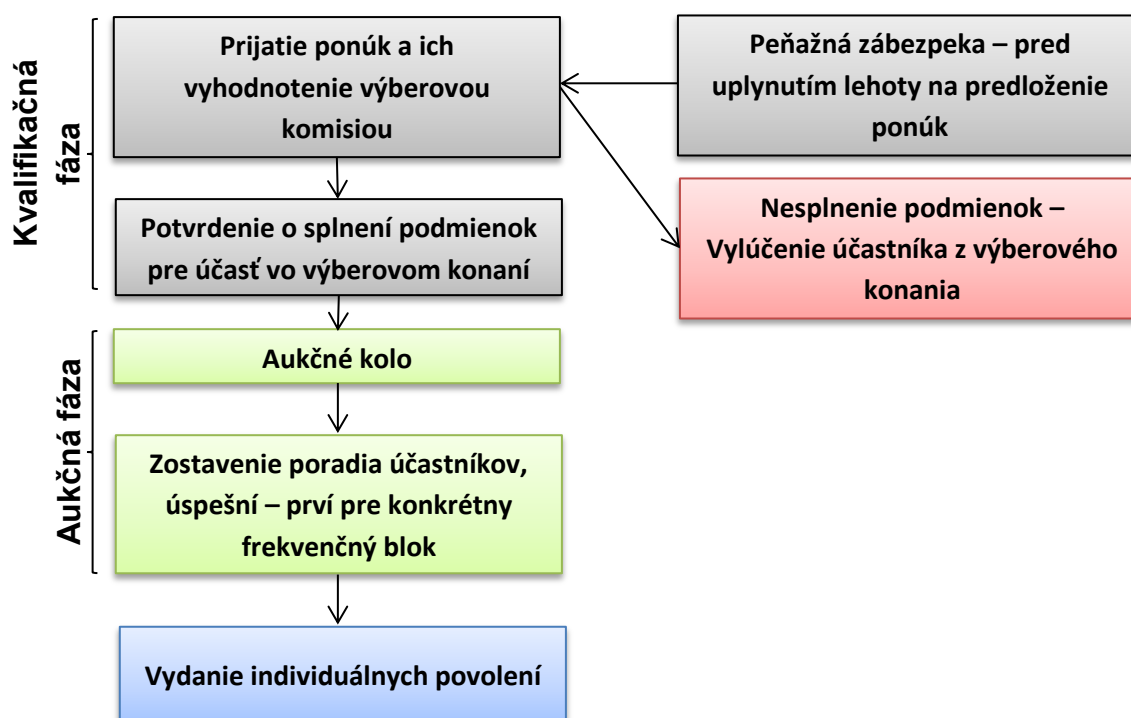 Kvalifikačná
fáza
Prijatie ponúk a ich
vyhodnotenie výberovou
komisiou
Peňažná zábezpeka – pred
uplynutím lehoty na predloženie
ponúk
Potvrdenie o splnení podmienok
pre účasť vo výberovom konaní
Nesplnenie podmienok –
Vylúčenie účastníka z výberového
konania
Aukčná fáza
Aukčné kolo
Zostavenie poradia účastníkov,
úspešní – prví pre konkrétny
frekvenčný blok
Vydanie individuálnych povolení